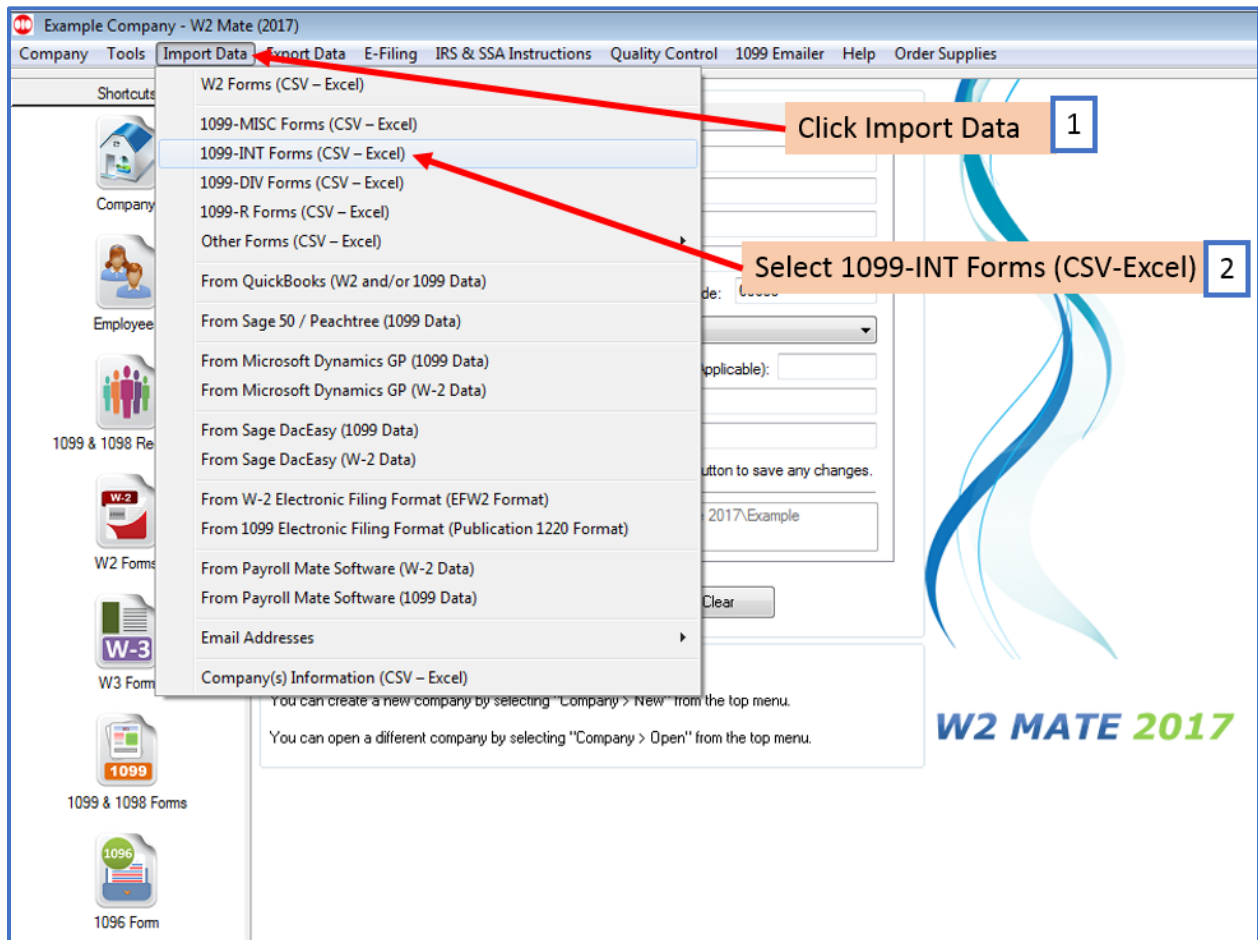 Example Company - W2 Mate (2017)
Company Tools Import Data Export Data E-Filing IRS & SSA Instructions Quality Control 1099 Emailer Help Order Supplies
Shortcuts
Company
Employee
1099 & 1098 Re
W-2
W2 Forms
W-3
W3 Form
1099
1099 & 1098 Forms
1096
1096 Form
W2 Forms (CSV – Excel)
1099-MISC Forms (CSV – Excel)
1099-INT Forms (CSV – Excel)
1099-DIV Forms (CSV – Excel)
1099-R Forms (CSV – Excel)
Other Forms (CSV – Excel)
From QuickBooks (W2 and/or 1099 Data)
From Sage 50 / Peachtree (1099 Data)
From Microsoft Dynamics GP (1099 Data)
From Microsoft Dynamics GP (W-2 Data)
From Sage DacEasy (1099 Data)
From Sage DacEasy (W-2 Data)
From W-2 Electronic Filing Format (EFW2 Format)
From 1099 Electronic Filing Format (Publication 1220 Format)
From Payroll Mate Software (W-2 Data)
From Payroll Mate Software (1099 Data)
Email Addresses
Company(s) Information (CSV – Excel)
Click Import Data 1
Select 1099-INT Forms (CSV-Excel) 2
de:
Applicable):
utton to save any changes.
2017\Example
Clear
You can create a new company by selecting "Company > New" from the top menu.
You can open a different company by selecting "Company > Open" from the top menu.
W2 MATE 2017